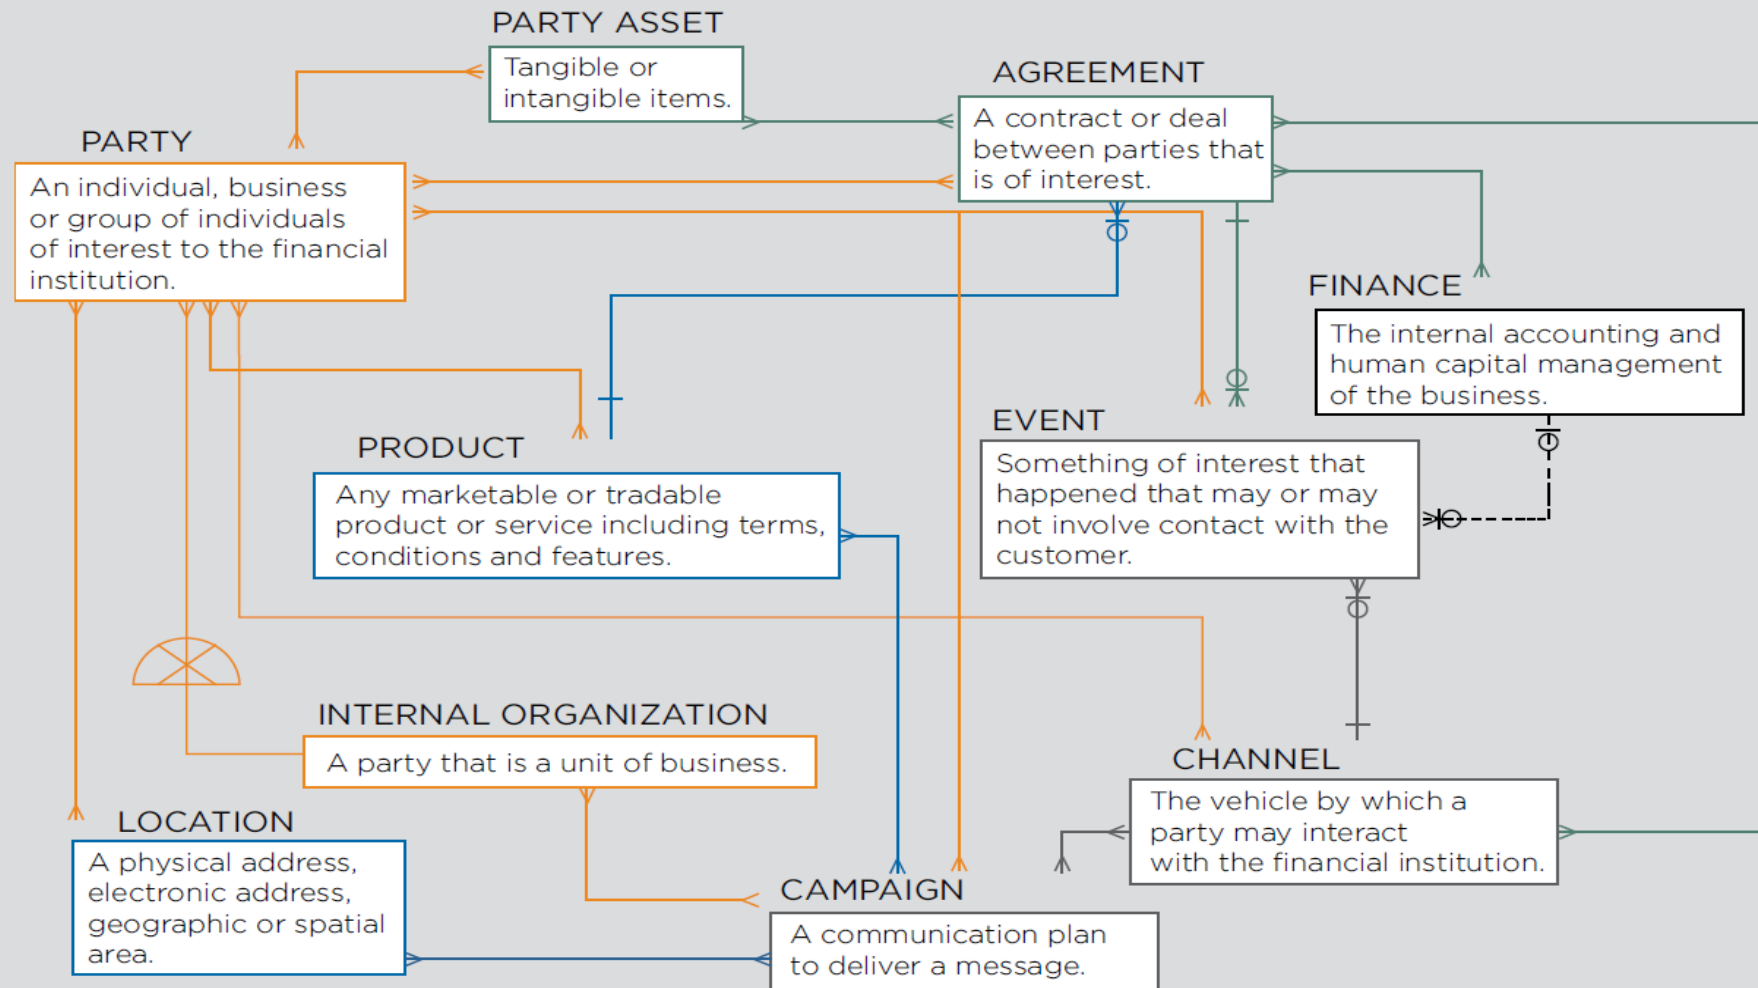 PARTY ASSET
Tangible or
intangible items.
AGREEMENT
A contract or deal
between parties that
is of interest.
PARTY
An individual, business
or group of individuals
of interest to the financial
institution.
FINANCE
The internal accounting and
human capital management
of the business.
EVENT
Something of interest that
happened that may or may
not involve contact with the
customer.
PRODUCT
Any marketable or tradable
product or service including terms,
conditions and features.
INTERNAL ORGANIZATION
A party that is a unit of business.
CHANNEL
The vehicle by which a
party may interact
with the financial institution.
LOCATION
A physical address,
electronic address,
geographic or spatial
area.
CAMPAIGN
A communication plan
to deliver a message.